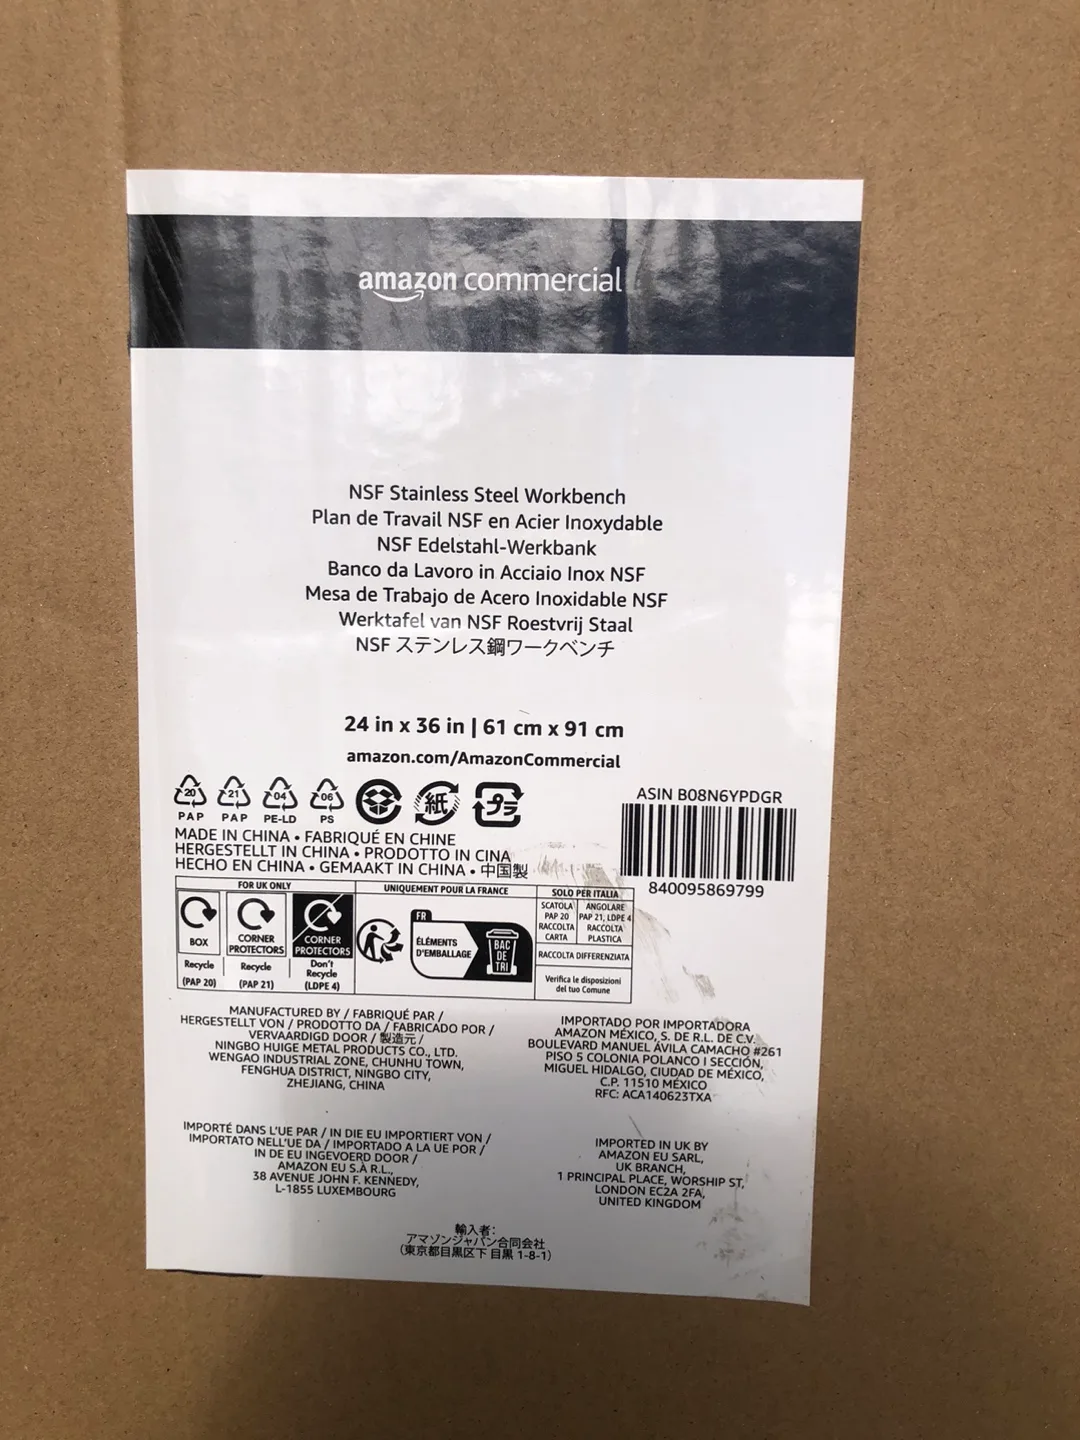 amazon commercial
NSF Stainless Steel Workbench
Plan de Travail NSF en Acier Inoxydable
NSF Edelstahl-Werkbank
Banco da Lavoro in Acciaio Inox NSF
Mesa de Trabajo de Acero Inoxidable NSF
Werktafel van NSF Roestvrij Staal
NSF ステンレス鋼ワークベンチ
24 in x 36 in | 61 cm x 91 cm
amazon.com/AmazonCommercial
20 21 04 06 紙 プラ
PAP PAP PE-LD PS
MADE IN CHINA • FABRIQUÉ EN CHINE
HERGESTELLT IN CHINA • PRODOTTO IN CINA
HECHO EN CHINA • GEMAAKT IN CHINA • 中国製
ASIN B08N6YPDGR
840095869799
FOR UK ONLY
BOX
Recycle
(PAP 20)
CORNER
PROTECTORS
Recycle
(PAP 21)
CORNER
PROTECTORS
Don't
Recycle
(LDPE 4)
UNIQUEMENT POUR LA FRANCE
FR
ÉLÉMENTS
D'EMBALLAGE
BAC
DE
TRI
SOLO PER ITALIA
SCATOLA
PAP 20
RACCOLTA
CARTA
ANGOLARE
PAP 21, LDPE 4
RACCOLTA
PLASTICA
RACCOLTA DIFFERENZIATA
Verifica le disposizioni
del tuo Comune
MANUFACTURED BY / FABRIQUÉ PAR /
HERGESTELLT VON / PRODOTTO DA / FABRICADO POR /
VERVAARDIGD DOOR / 製造元 /
NINGBO HUIGE METAL PRODUCTS CO., LTD.
WENGAO INDUSTRIAL ZONE, CHUNHU TOWN,
FENGHUA DISTRICT, NINGBO CITY,
ZHEJIANG, CHINA
IMPORTADO POR IMPORTADORA
AMAZON MÉXICO, S. DE R.L. DE C.V.
BOULEVARD MANUEL ÁVILA CAMACHO #261
PISO 5 COLONIA POLANCO I SECCIÓN,
MIGUEL HIDALGO, CIUDAD DE MÉXICO,
C.P. 11510 MÉXICO
RFC: ACA140623TXA
IMPORTÉ DANS L'UE PAR / IN DIE EU IMPORTIERT VON /
IMPORTATO NELL'UE DA / IMPORTADO A LA UE POR /
IN DE EU INGEVOERD DOOR /
AMAZON EU S.À R.L.,
38 AVENUE JOHN F. KENNEDY,
L-1855 LUXEMBOURG
IMPORTED IN UK BY
AMAZON EU SARL,
UK BRANCH,
1 PRINCIPAL PLACE, WORSHIP ST,
LONDON EC2A 2FA,
UNITED KINGDOM
輸入者:
アマゾンジャパン合同会社
(東京都目黒区下 目黒 1-8-1)